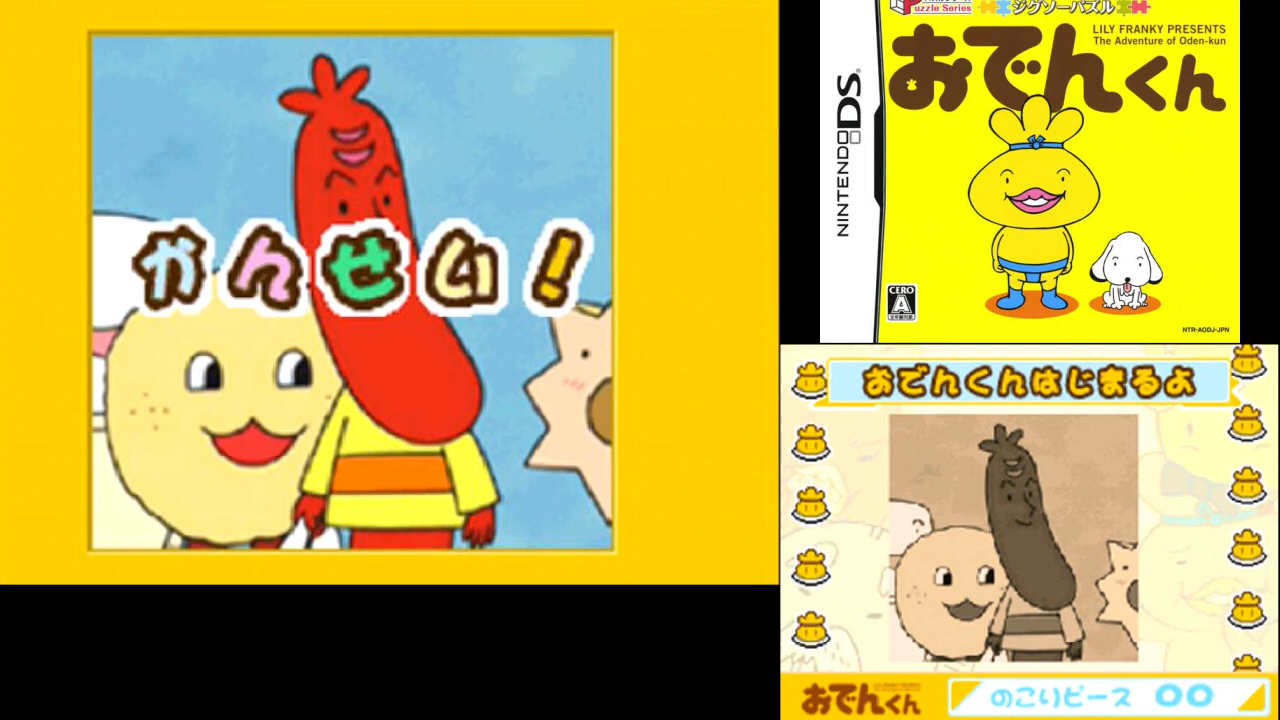 かんせい!
uzzle Series
ジグソーパズル
LILY FRANKY PRESENTS
The Adventure of Oden-kun
おでんくん
NINTENDO DS
CERO
A
NTR-AODJ-JPN
おでんくんはじまるよ
おでんくん
のこりピース 00